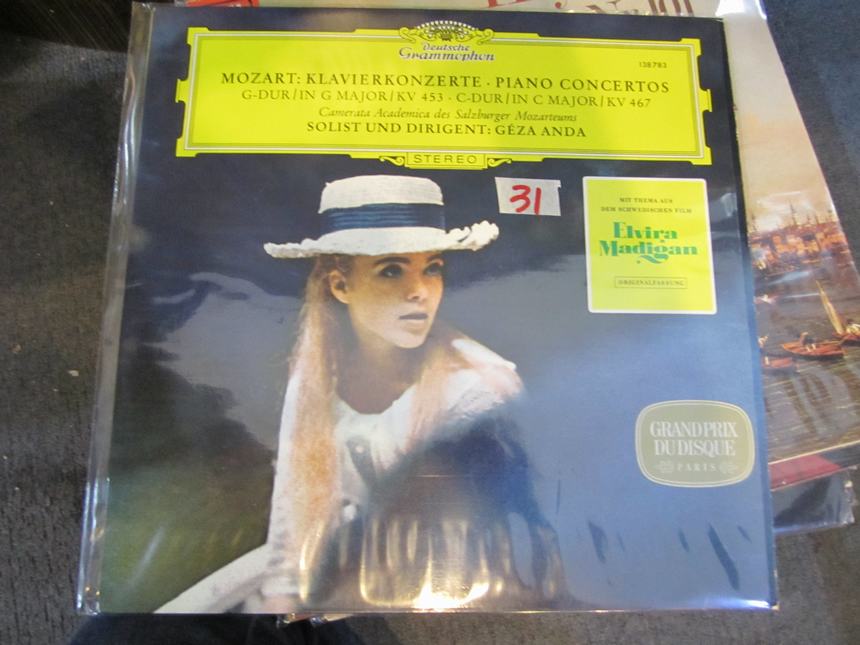 No 101
Deutsche
Grammophon
138783
MOZART: KLAVIERKONZERTE · PIANO CONCERTOS
G-DUR/IN G MAJOR/KV 453 · C-DUR/IN C MAJOR/KV 467
Camerata Academica des Salzburger Mozarteums
SOLIST UND DIRIGENT: GÉZA ANDA
STEREO
31
MIT THEMA AUS
DEM SCHWEDISCHEN FILM
Elvira
Madigan
ORIGINALFASSUNG
GRAND PRIX
DU DISQUE
PARIS